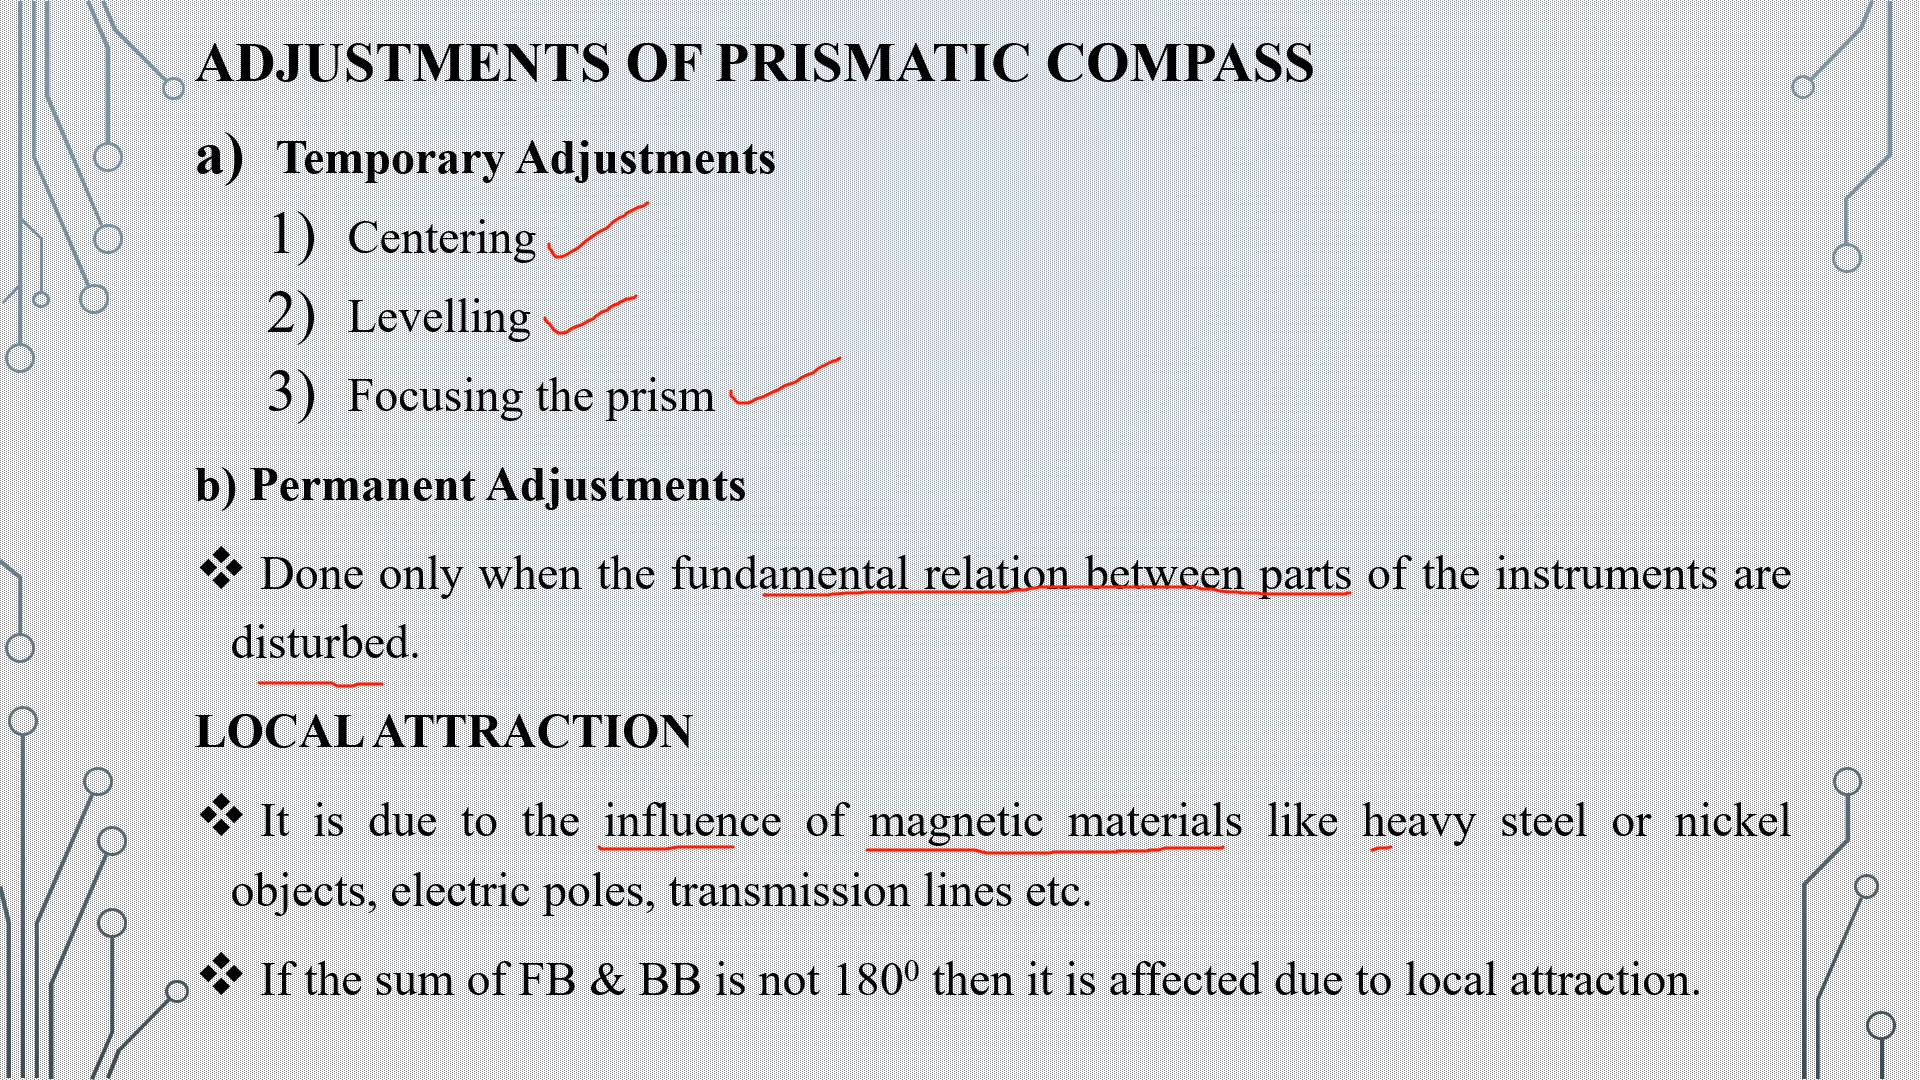 ADJUSTMENTS OF PRISMATIC COMPASS
a) Temporary Adjustments
1) Centering
2) Levelling
3) Focusing the prism
b) Permanent Adjustments
❖ Done only when the fundamental relation between parts of the instruments are
disturbed.
LOCAL ATTRACTION
❖ It is due to the influence of magnetic materials like heavy steel or nickel
objects, electric poles, transmission lines etc.
❖ If the sum of FB & BB is not 180⁰ then it is affected due to local attraction.